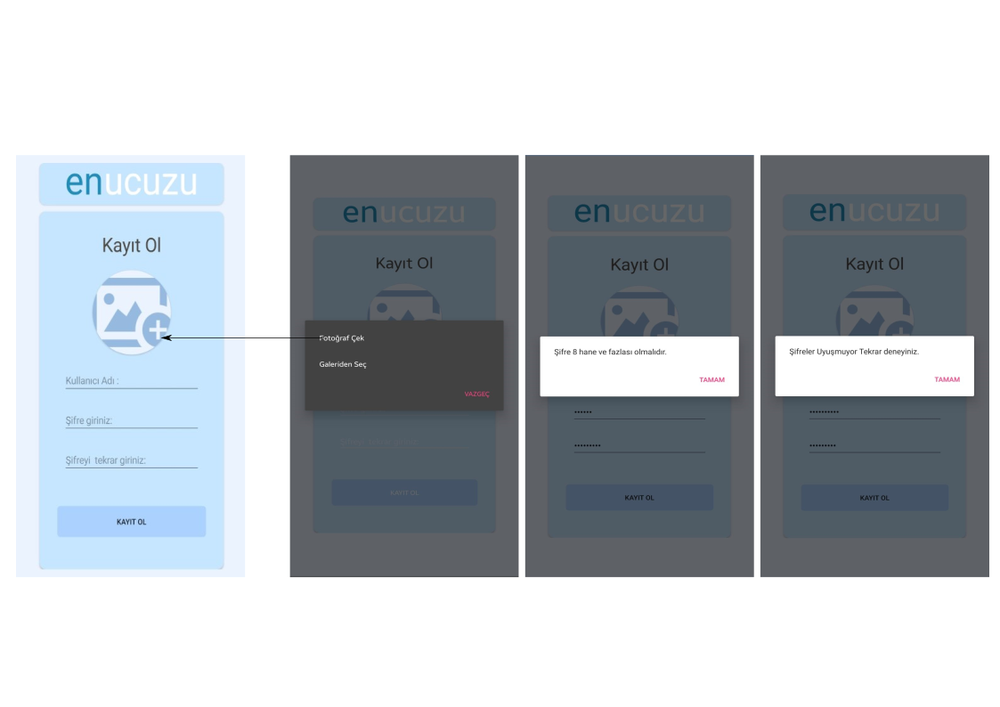 enucuzu
Kayıt Ol
Kullanıcı Adı :
Şifre giriniz:
Şifreyi tekrar giriniz:
KAYIT OL
enucuzu
Kayıt Ol
Fotoğraf Çek
Galeriden Seç
VAZGEÇ
KAYIT OL
enucuzu
Kayıt Ol
Şifre 8 hane ve fazlası olmalıdır.
TAMAM
••••••
•••••••••
KAYIT OL
enucuzu
Kayıt Ol
Şifreler Uyuşmuyor Tekrar deneyiniz.
TAMAM
••••••••••
•••••••••
KAYIT OL